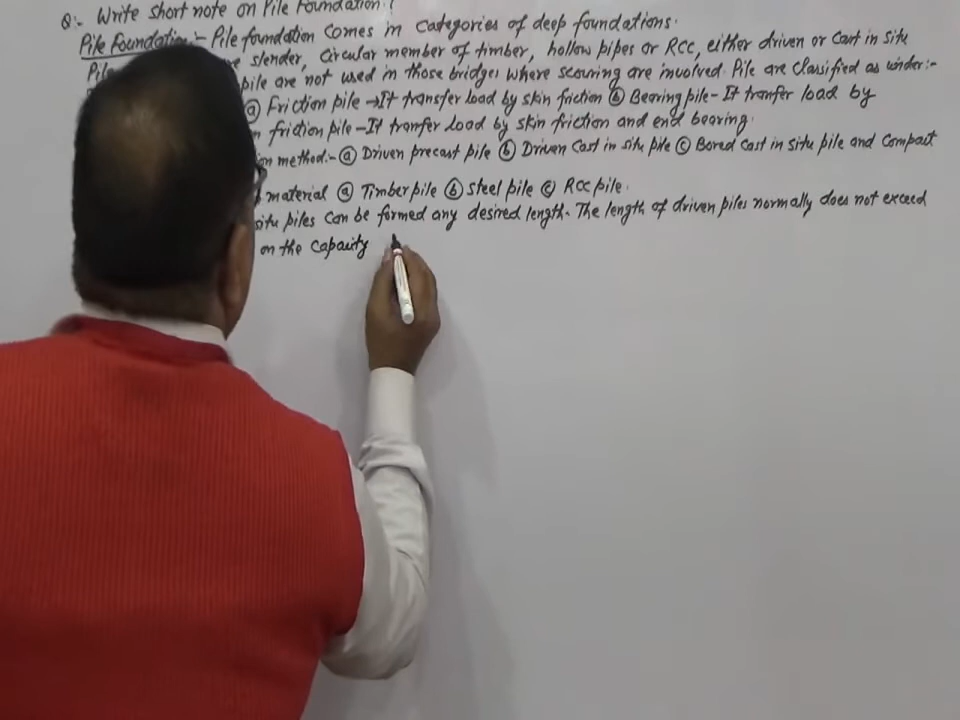 Q:- Write short note on Pile Foundation!
Pile Foundation:- Pile foundation comes in categories of deep foundations.
Pile slender, Circular member of timber, hollow pipes or RCC, either driven or Cast in situ
pile are not used in those bridges where scouring are involved. Pile are classified as under:-
(a) Friction pile → It transfer load by skin friction (b) Bearing pile - It tranfer load by
n friction pile - It transfer load by skin friction and end bearing.
on method:- (a) Driven precast pile (b) Driven Cast in situ pile (c) Bored cast in situ pile and Compact
material (a) Timber pile (b) Steel pile (c) RCC pile.
situ piles can be formed any desired length. The length of driven piles normally does not exceed
on the Capacity